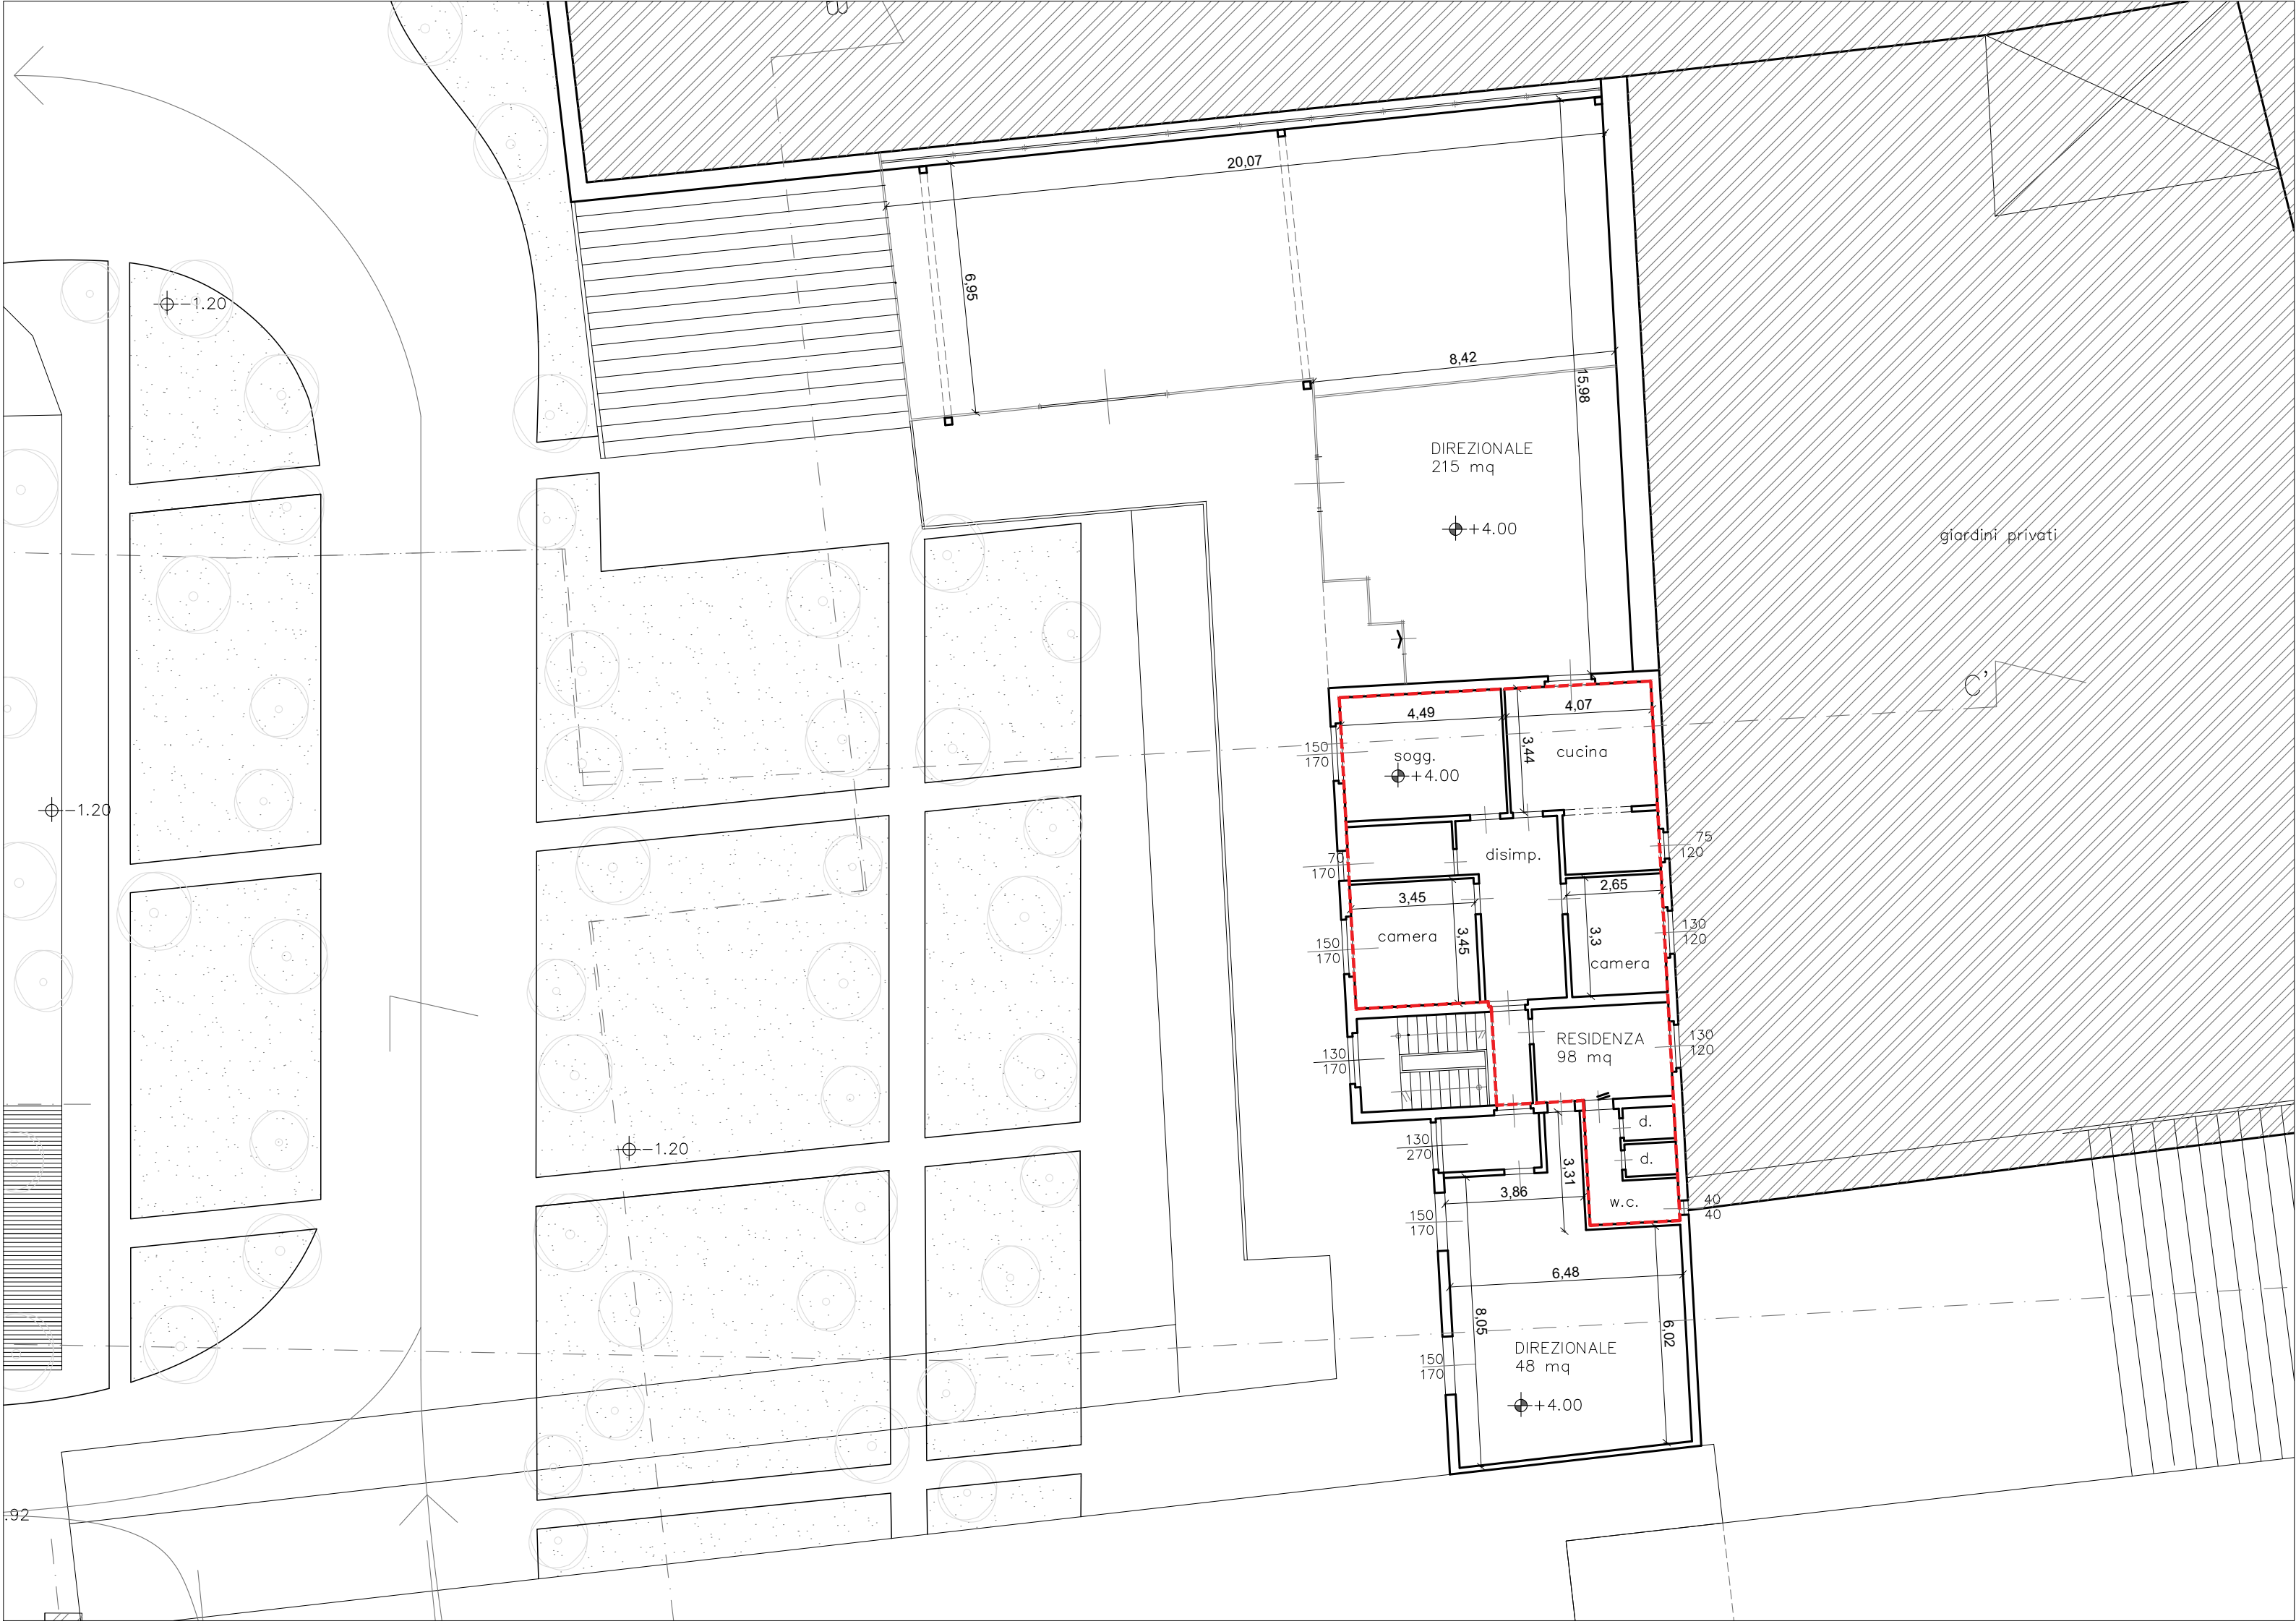 B
20,07
-1.20
6,95
8,42
15,98
DIREZIONALE
215 mq
+4.00
giardini privati
C'
4,49
4,07
150
170
sogg.
+4.00
3,44
cucina
-1.20
70
170
disimp.
75
120
2,65
3,45
150
170
camera
3,45
3,3
camera
130
120
130
170
RESIDENZA
98 mq
130
120
-1.20
130
270
d.
d.
3,31
3,86
w.c.
40
40
150
170
6,48
8,05
6,02
150
170
DIREZIONALE
48 mq
+4.00
.92